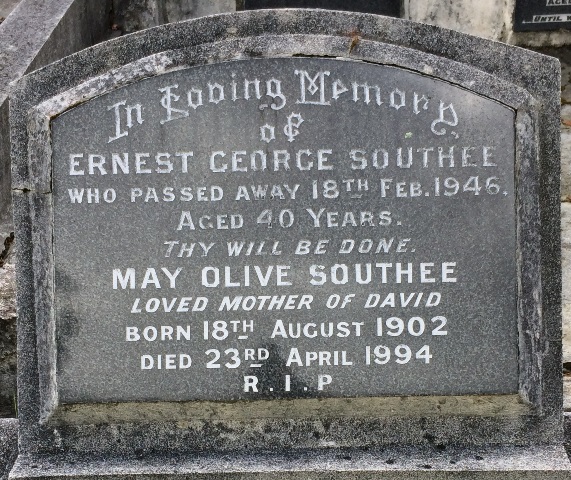 In Loving Memory
of
ERNEST GEORGE SOUTHEE
WHO PASSED AWAY 18TH FEB. 1946.
AGED 40 YEARS.
THY WILL BE DONE.
MAY OLIVE SOUTHEE
LOVED MOTHER OF DAVID
BORN 18TH AUGUST 1902
DIED 23RD APRIL 1994
R.I.P
UNTIL